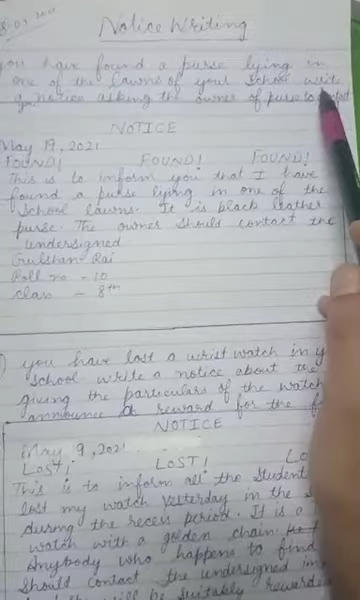 Notice Writing
you have found a purse lying in
one of the lawns of your school write
a notice asking the owner of purse to
NOTICE
May 19, 2021
FOUND! FOUND! FOUND!
This is to inform you that I have
found a purse lying in one of the
school lawns. It is black leather
purse. The owner should contact the
undersigned
Gulshan Rai
Roll no - 10
class - 8th
you have lost a wrist watch in
school write a notice about the
giving the particulars of the watch
announce a reward for the
NOTICE
May 9, 2021
LOST! LOST!
This is to inform all the student
lost my watch yesterday in the
during the recess period. It is a
watch with a golden chain.
Anybody who happens to find
should contact the undersigned
will be suitably